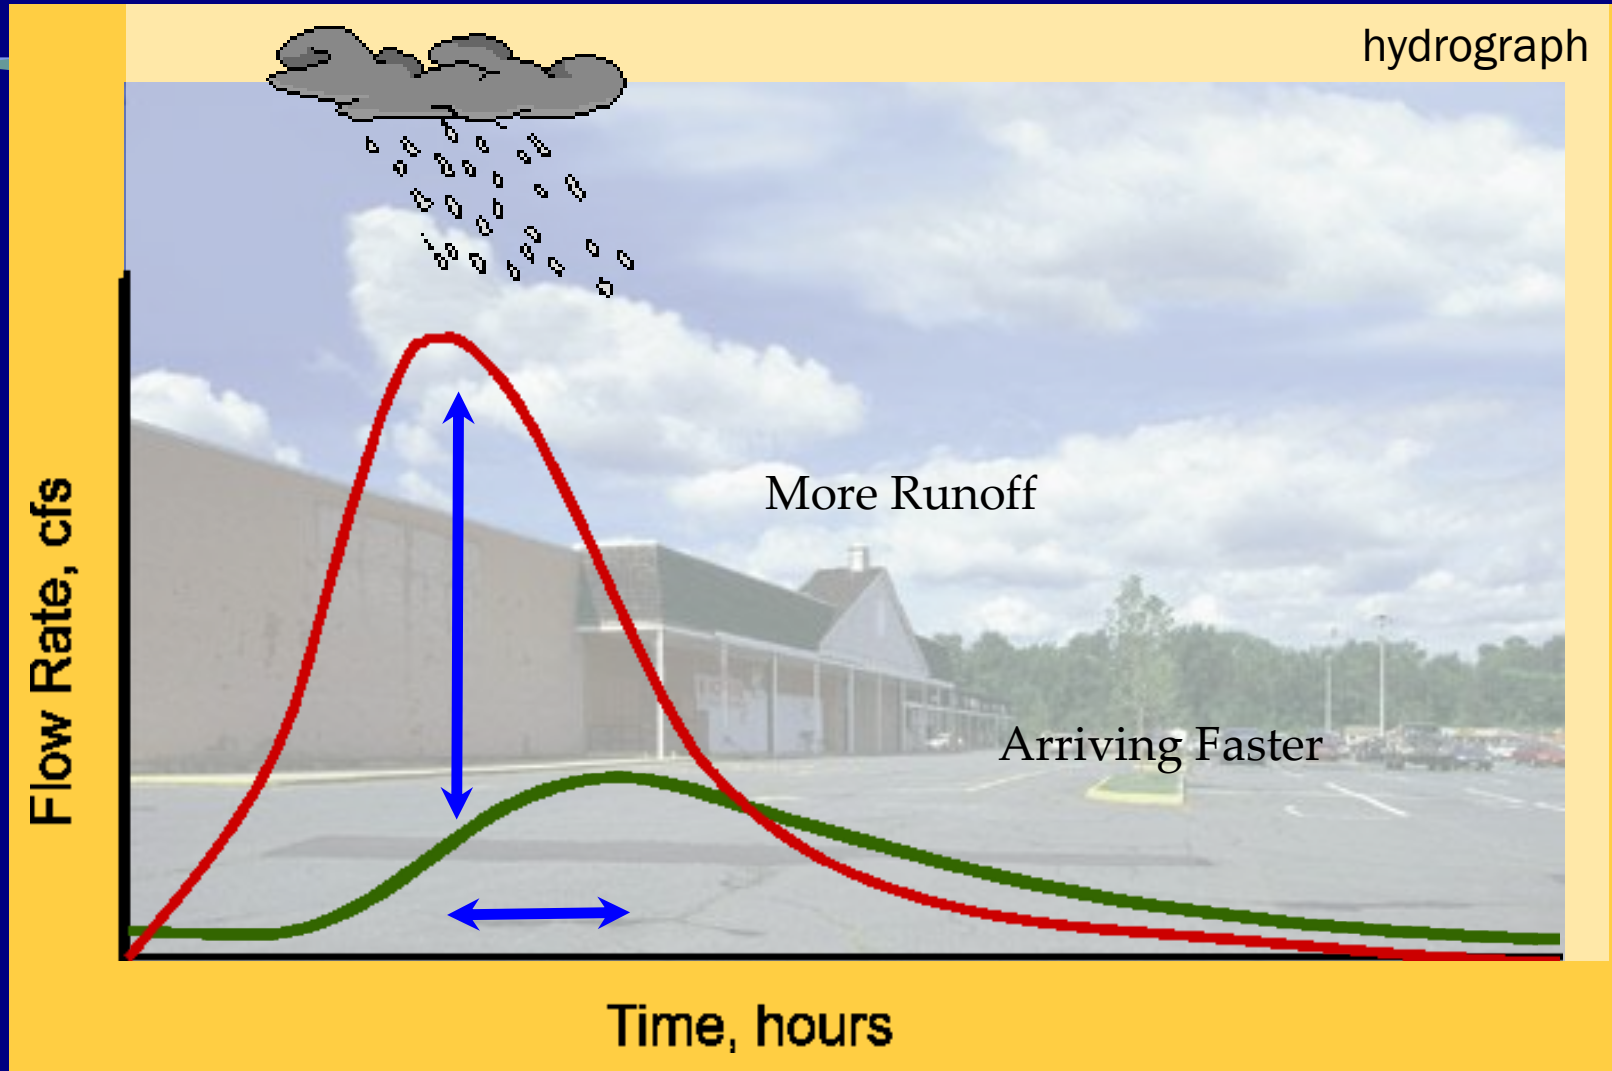 hydrograph
More Runoff
Arriving Faster
Flow Rate, cfs
Time, hours